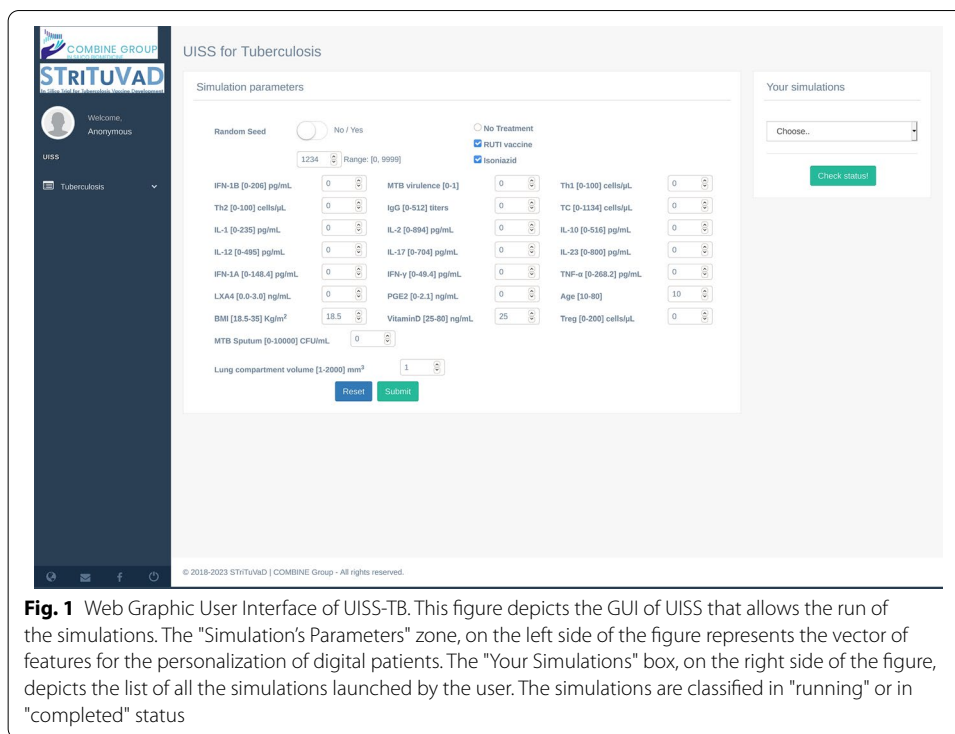 COMBINE GROUP
IN SILICO BIOMEDICINE
STRITUVAD
In Silico Trial for Tuberculosis Vaccine Development
Welcome,
Anonymous
UISS
Tuberculosis
UISS for Tuberculosis
Simulation parameters
Random Seed No / Yes No Treatment
RUTI vaccine
1234 Range: [0, 9999] Isoniazid
IFN-1B [0-206] pg/mL 0 MTB virulence [0-1] 0 Th1 [0-100] cells/μL 0
Th2 [0-100] cells/μL 0 IgG [0-512] titers 0 TC [0-1134] cells/μL 0
IL-1 [0-235] pg/mL 0 IL-2 [0-894] pg/mL 0 IL-10 [0-516] pg/mL 0
IL-12 [0-495] pg/mL 0 IL-17 [0-704] pg/mL 0 IL-23 [0-800] pg/mL 0
IFN-1A [0-148.4] pg/mL 0 IFN-γ [0-49.4] pg/mL 0 TNF-α [0-268.2] pg/mL 0
LXA4 [0.0-3.0] ng/mL 0 PGE2 [0-2.1] ng/mL 0 Age [10-80] 10
BMI [18.5-35] Kg/m² 18.5 VitaminD [25-80] ng/mL 25 Treg [0-200] cells/μL 0
MTB Sputum [0-10000] CFU/mL 0
Lung compartment volume [1-2000] mm³ 1
Reset Submit
Your simulations
Choose..
Check status!
© 2018-2023 STriTuVaD | COMBINE Group - All rights reserved.
Fig. 1 Web Graphic User Interface of UISS-TB. This figure depicts the GUI of UISS that allows the run of
the simulations. The "Simulation's Parameters" zone, on the left side of the figure represents the vector of
features for the personalization of digital patients. The "Your Simulations" box, on the right side of the figure,
depicts the list of all the simulations launched by the user. The simulations are classified in "running" or in
"completed" status